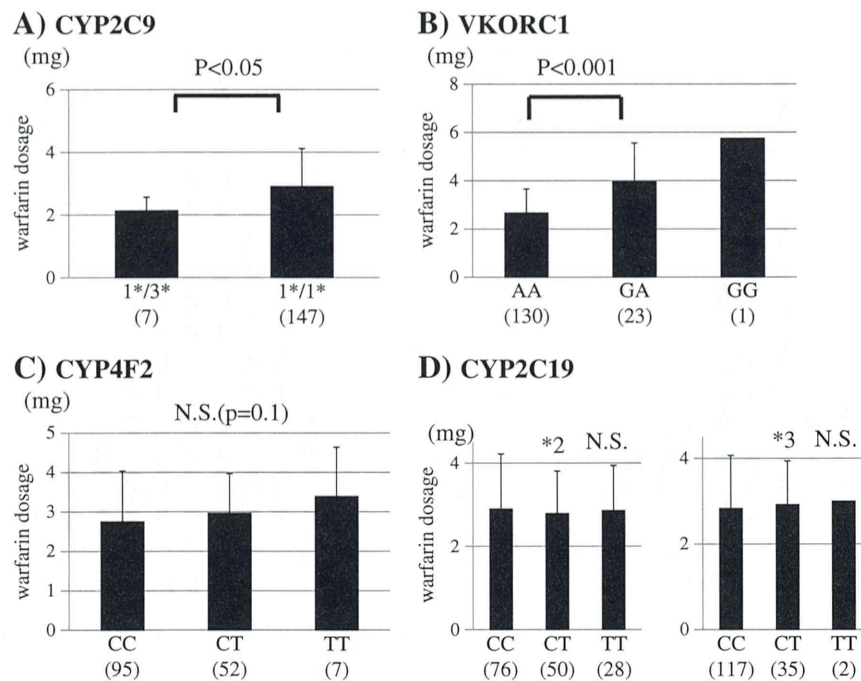 A) CYP2C9
(mg)
P<0.05
6
4
2
0
warfarin dosage
1*/3*
1*/1*
(7)
(147)
B) VKORC1
(mg)
P<0.001
8
6
4
2
0
warfarin dosage
AA
GA
GG
(130)
(23)
(1)
C) CYP4F2
(mg)
N.S.(p=0.1)
5
4
3
2
1
0
warfarin dosage
CC
CT
TT
(95)
(52)
(7)
D) CYP2C19
(mg)
*2 N.S.
4
2
0
warfarin dosage
CC
CT
TT
(76)
(50)
(28)
*3 N.S.
4
2
0
CC
CT
TT
(117)
(35)
(2)